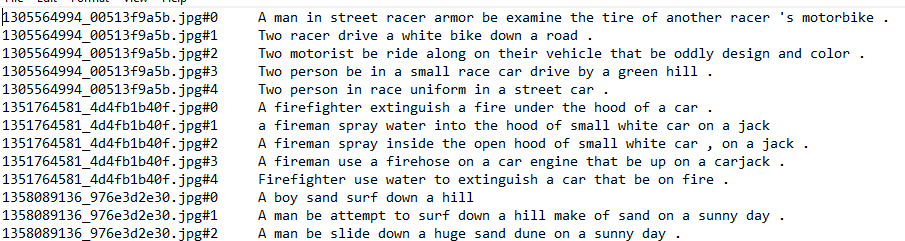 1305564994_00513f9a5b.jpg#0 A man in street racer armor be examine the tire of another racer 's motorbike .
1305564994_00513f9a5b.jpg#1 Two racer drive a white bike down a road .
1305564994_00513f9a5b.jpg#2 Two motorist be ride along on their vehicle that be oddly design and color .
1305564994_00513f9a5b.jpg#3 Two person be in a small race car drive by a green hill .
1305564994_00513f9a5b.jpg#4 Two person in race uniform in a street car .
1351764581_4d4fb1b40f.jpg#0 A firefighter extinguish a fire under the hood of a car .
1351764581_4d4fb1b40f.jpg#1 a fireman spray water into the hood of small white car on a jack
1351764581_4d4fb1b40f.jpg#2 A fireman spray inside the open hood of small white car , on a jack .
1351764581_4d4fb1b40f.jpg#3 A fireman use a firehose on a car engine that be up on a carjack .
1351764581_4d4fb1b40f.jpg#4 Firefighter use water to extinguish a car that be on fire .
1358089136_976e3d2e30.jpg#0 A boy sand surf down a hill
1358089136_976e3d2e30.jpg#1 A man be attempt to surf down a hill make of sand on a sunny day .
1358089136_976e3d2e30.jpg#2 A man be slide down a huge sand dune on a sunny day .